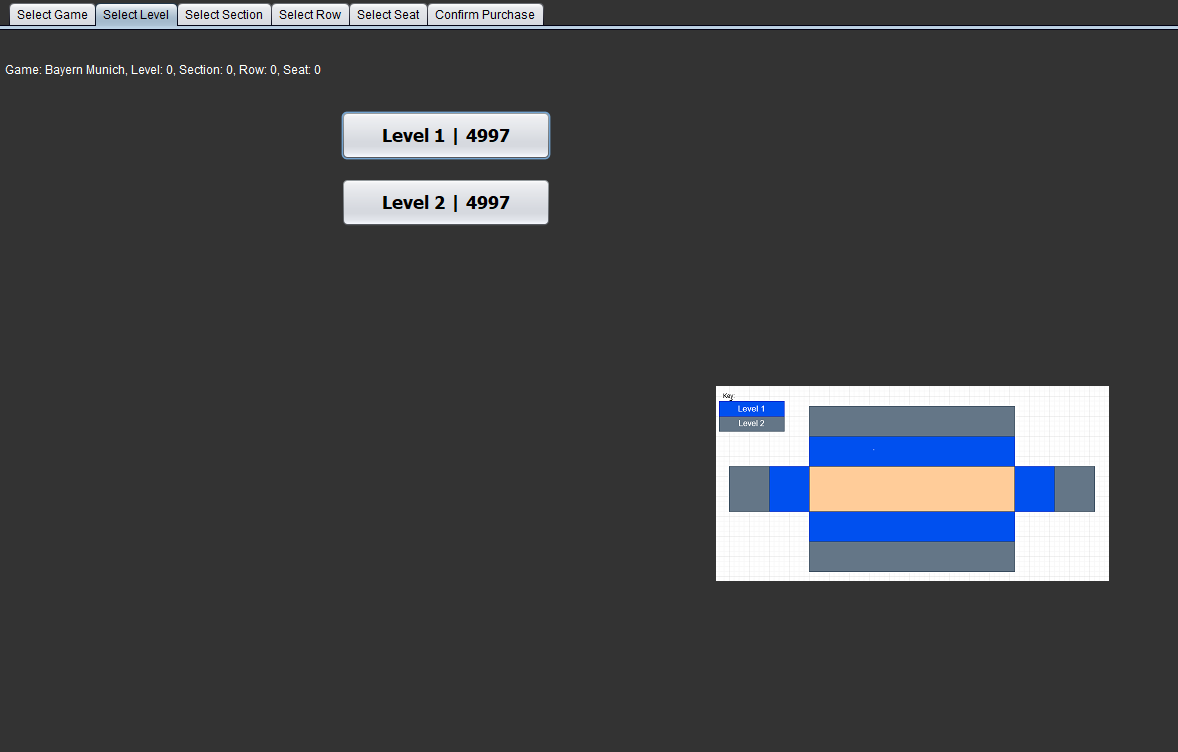 Select Game Select Level Select Section Select Row Select Seat Confirm Purchase
Game: Bayern Munich, Level: 0, Section: 0, Row: 0, Seat: 0
Level 1 | 4997
Level 2 | 4997
Key:
Level 1
Level 2